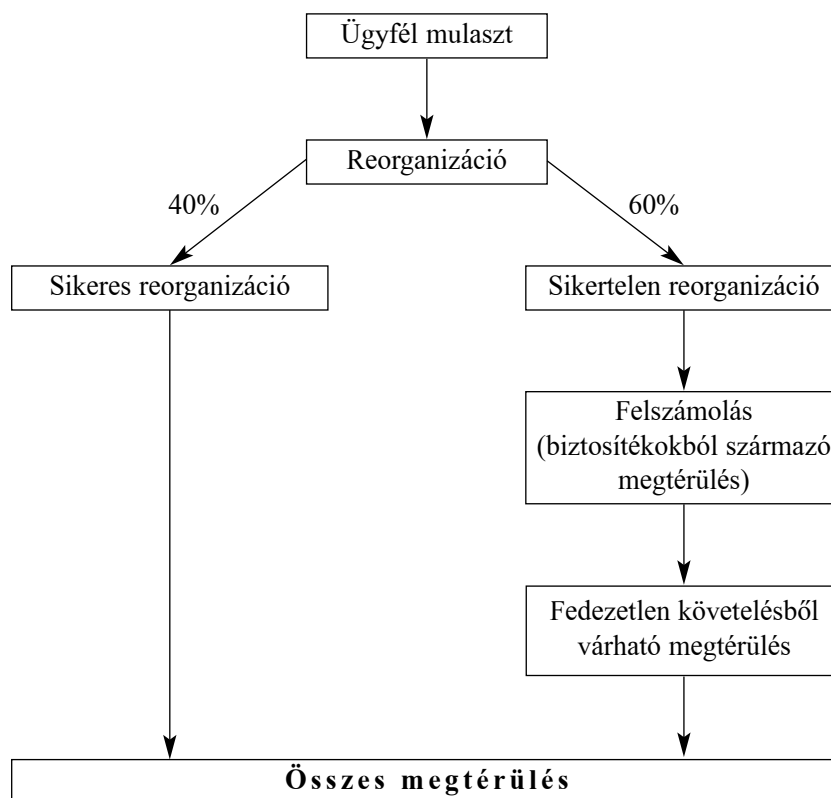 Ügyfél mulaszt
Reorganizáció
40%
60%
Sikeres reorganizáció
Sikertelen reorganizáció
Felszámolás
(biztosítékokból származó
megtérülés)
Fedezetlen követelésből
várható megtérülés
Összes megtérülés